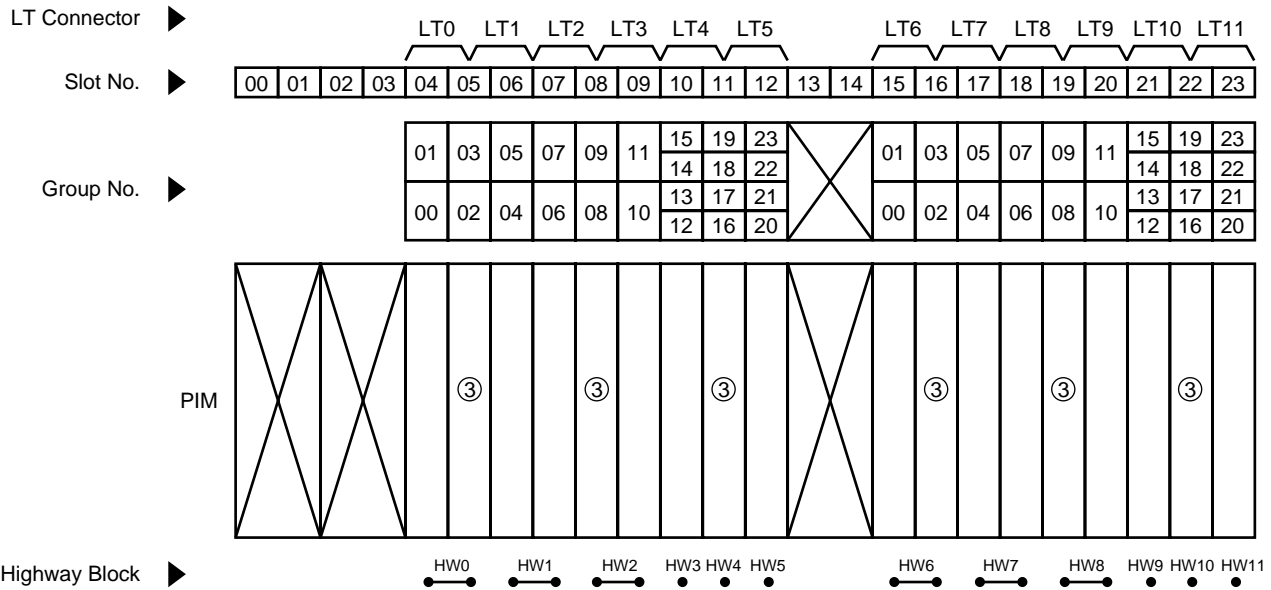 LT Connector LT0 LT1 LT2 LT3 LT4 LT5 LT6 LT7 LT8 LT9 LT10 LT11
Slot No. 00 01 02 03 04 05 06 07 08 09 10 11 12 13 14 15 16 17 18 19 20 21 22 23
15 19 23 15 19 23
01 03 05 07 09 11 01 03 05 07 09 11
14 18 22 14 18 22
Group No.
13 17 21 13 17 21
00 02 04 06 08 10 00 02 04 06 08 10
12 16 20 12 16 20
PIM ③ ③ ③ ③ ③ ③
Highway Block HW0 HW1 HW2 HW3 HW4 HW5 HW6 HW7 HW8 HW9 HW10 HW11